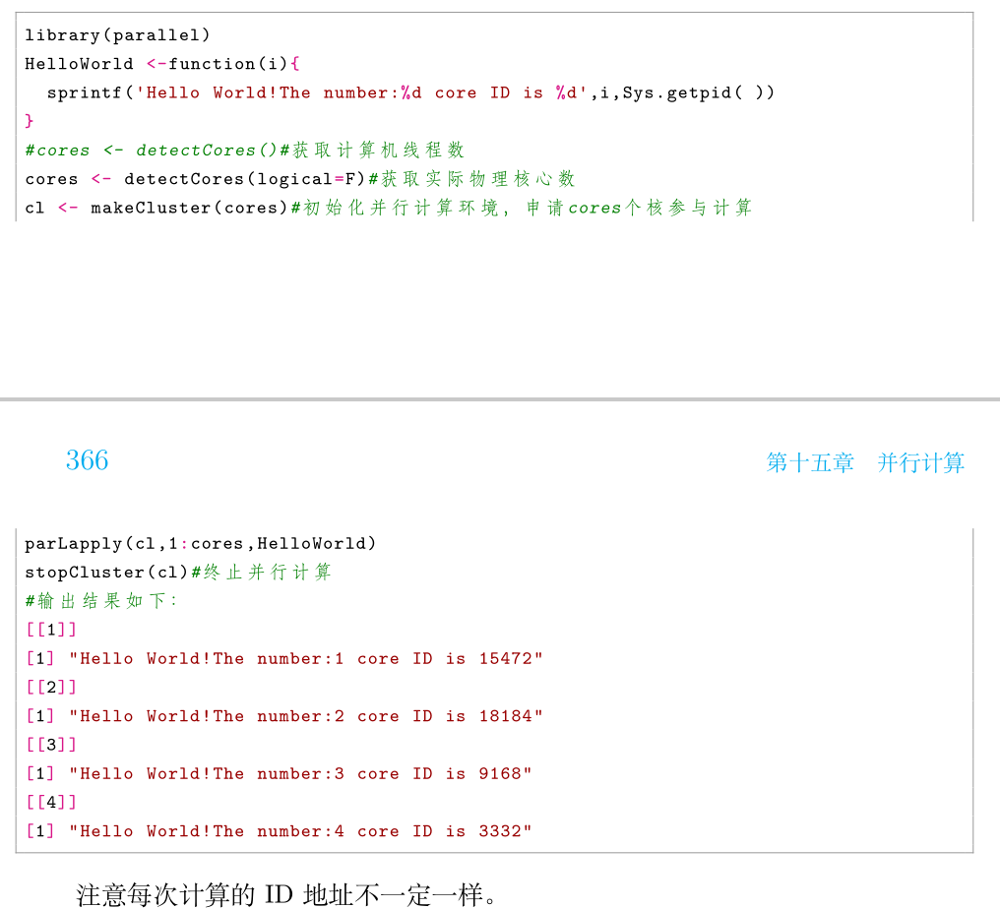 library(parallel)
HelloWorld <-function(i){
  sprintf('Hello World!The number:%d core ID is %d',i,Sys.getpid( ))
}
#cores <- detectCores()#获取计算机线程数
cores <- detectCores(logical=F)#获取实际物理核心数
cl <- makeCluster(cores)#初始化并行计算环境，申请cores个核参与计算
366 第十五章 并行计算
parLapply(cl,1:cores,HelloWorld)
stopCluster(cl)#终止并行计算
#输出结果如下：
[[1]]
[1] "Hello World!The number:1 core ID is 15472"
[[2]]
[1] "Hello World!The number:2 core ID is 18184"
[[3]]
[1] "Hello World!The number:3 core ID is 9168"
[[4]]
[1] "Hello World!The number:4 core ID is 3332"
注意每次计算的 ID 地址不一定一样。